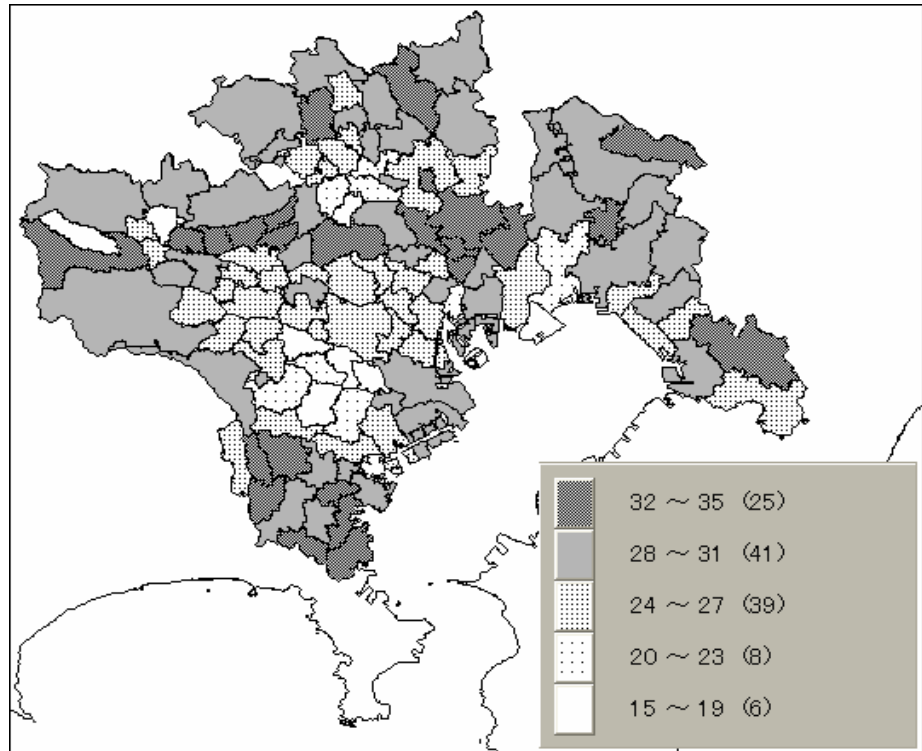 32 ～ 35 (25)
28 ～ 31 (41)
24 ～ 27 (39)
20 ～ 23 (8)
15 ～ 19 (6)